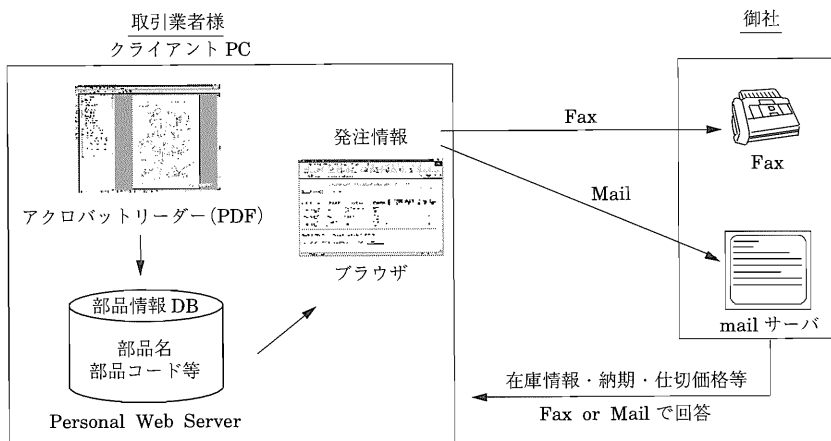 取引業者様
クライアント PC
御社
発注情報
Fax
Fax
Mail
アクロバットリーダー(PDF)
ブラウザ
部品情報 DB
部品名
部品コード等
Personal Web Server
mail サーバ
在庫情報・納期・仕切価格等
Fax or Mail で回答